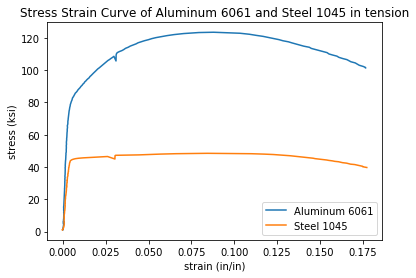 Stress Strain Curve of Aluminum 6061 and Steel 1045 in tension
120
100
80
60
40
20
0
stress (ksi)
0.000 0.025 0.050 0.075 0.100 0.125 0.150 0.175
strain (in/in)
Aluminum 6061
Steel 1045